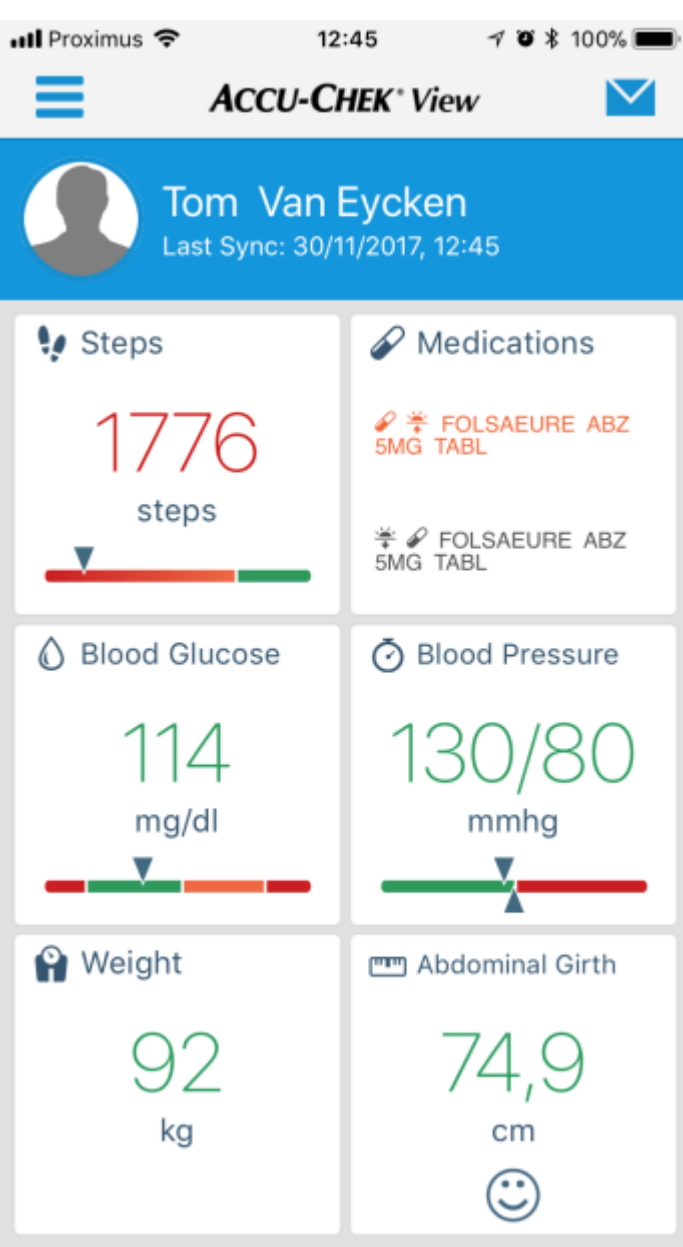 Proximus 12:45 100%
ACCU-CHEK® View
Tom Van Eycken
Last Sync: 30/11/2017, 12:45
Steps
1776
steps
Medications
FOLSAEURE ABZ
5MG TABL
FOLSAEURE ABZ
5MG TABL
Blood Glucose
114
mg/dl
Blood Pressure
130/80
mmhg
Weight
92
kg
Abdominal Girth
74,9
cm